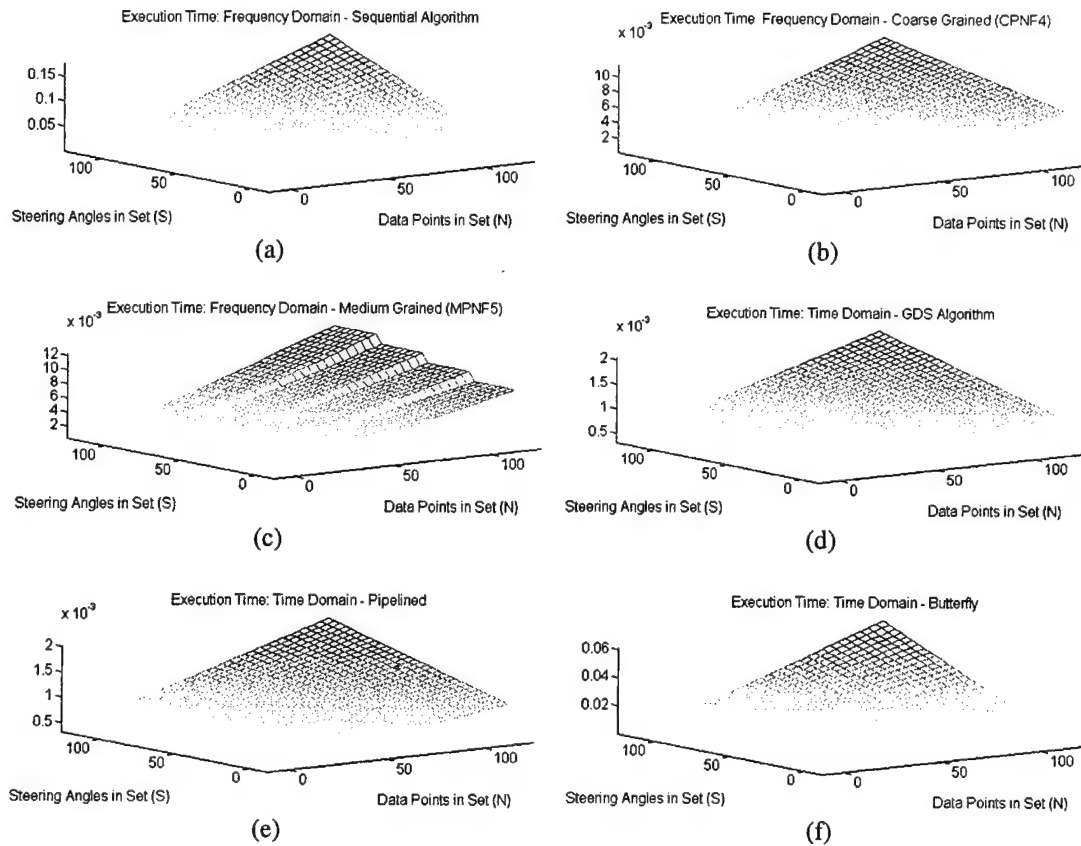 Execution Time: Frequency Domain - Sequential Algorithm
0.15
0.1
0.05
100
50
0
0
50
100
Steering Angles in Set (S)
Data Points in Set (N)
(a)
Execution Time Frequency Domain - Coarse Grained (CPNF4)
x 10-3
10
8
6
4
2
100
50
0
0
50
100
Steering Angles in Set (S)
Data Points in Set (N)
(b)
Execution Time: Frequency Domain - Medium Grained (MPNF5)
x 10-3
12
10
8
6
4
2
100
50
0
0
50
100
Steering Angles in Set (S)
Data Points in Set (N)
(c)
Execution Time: Time Domain - GDS Algorithm
x 10-3
2
1.5
1
0.5
100
50
0
0
50
100
Steering Angles in Set (S)
Data Points in Set (N)
(d)
Execution Time: Time Domain - Pipelined
x 10-3
2
1.5
1
0.5
100
50
0
0
50
100
Steering Angles in Set (S)
Data Points in Set (N)
(e)
Execution Time: Time Domain - Butterfly
0.06
0.04
0.02
100
50
0
0
50
100
Steering Angles in Set (S)
Data Points in Set (N)
(f)